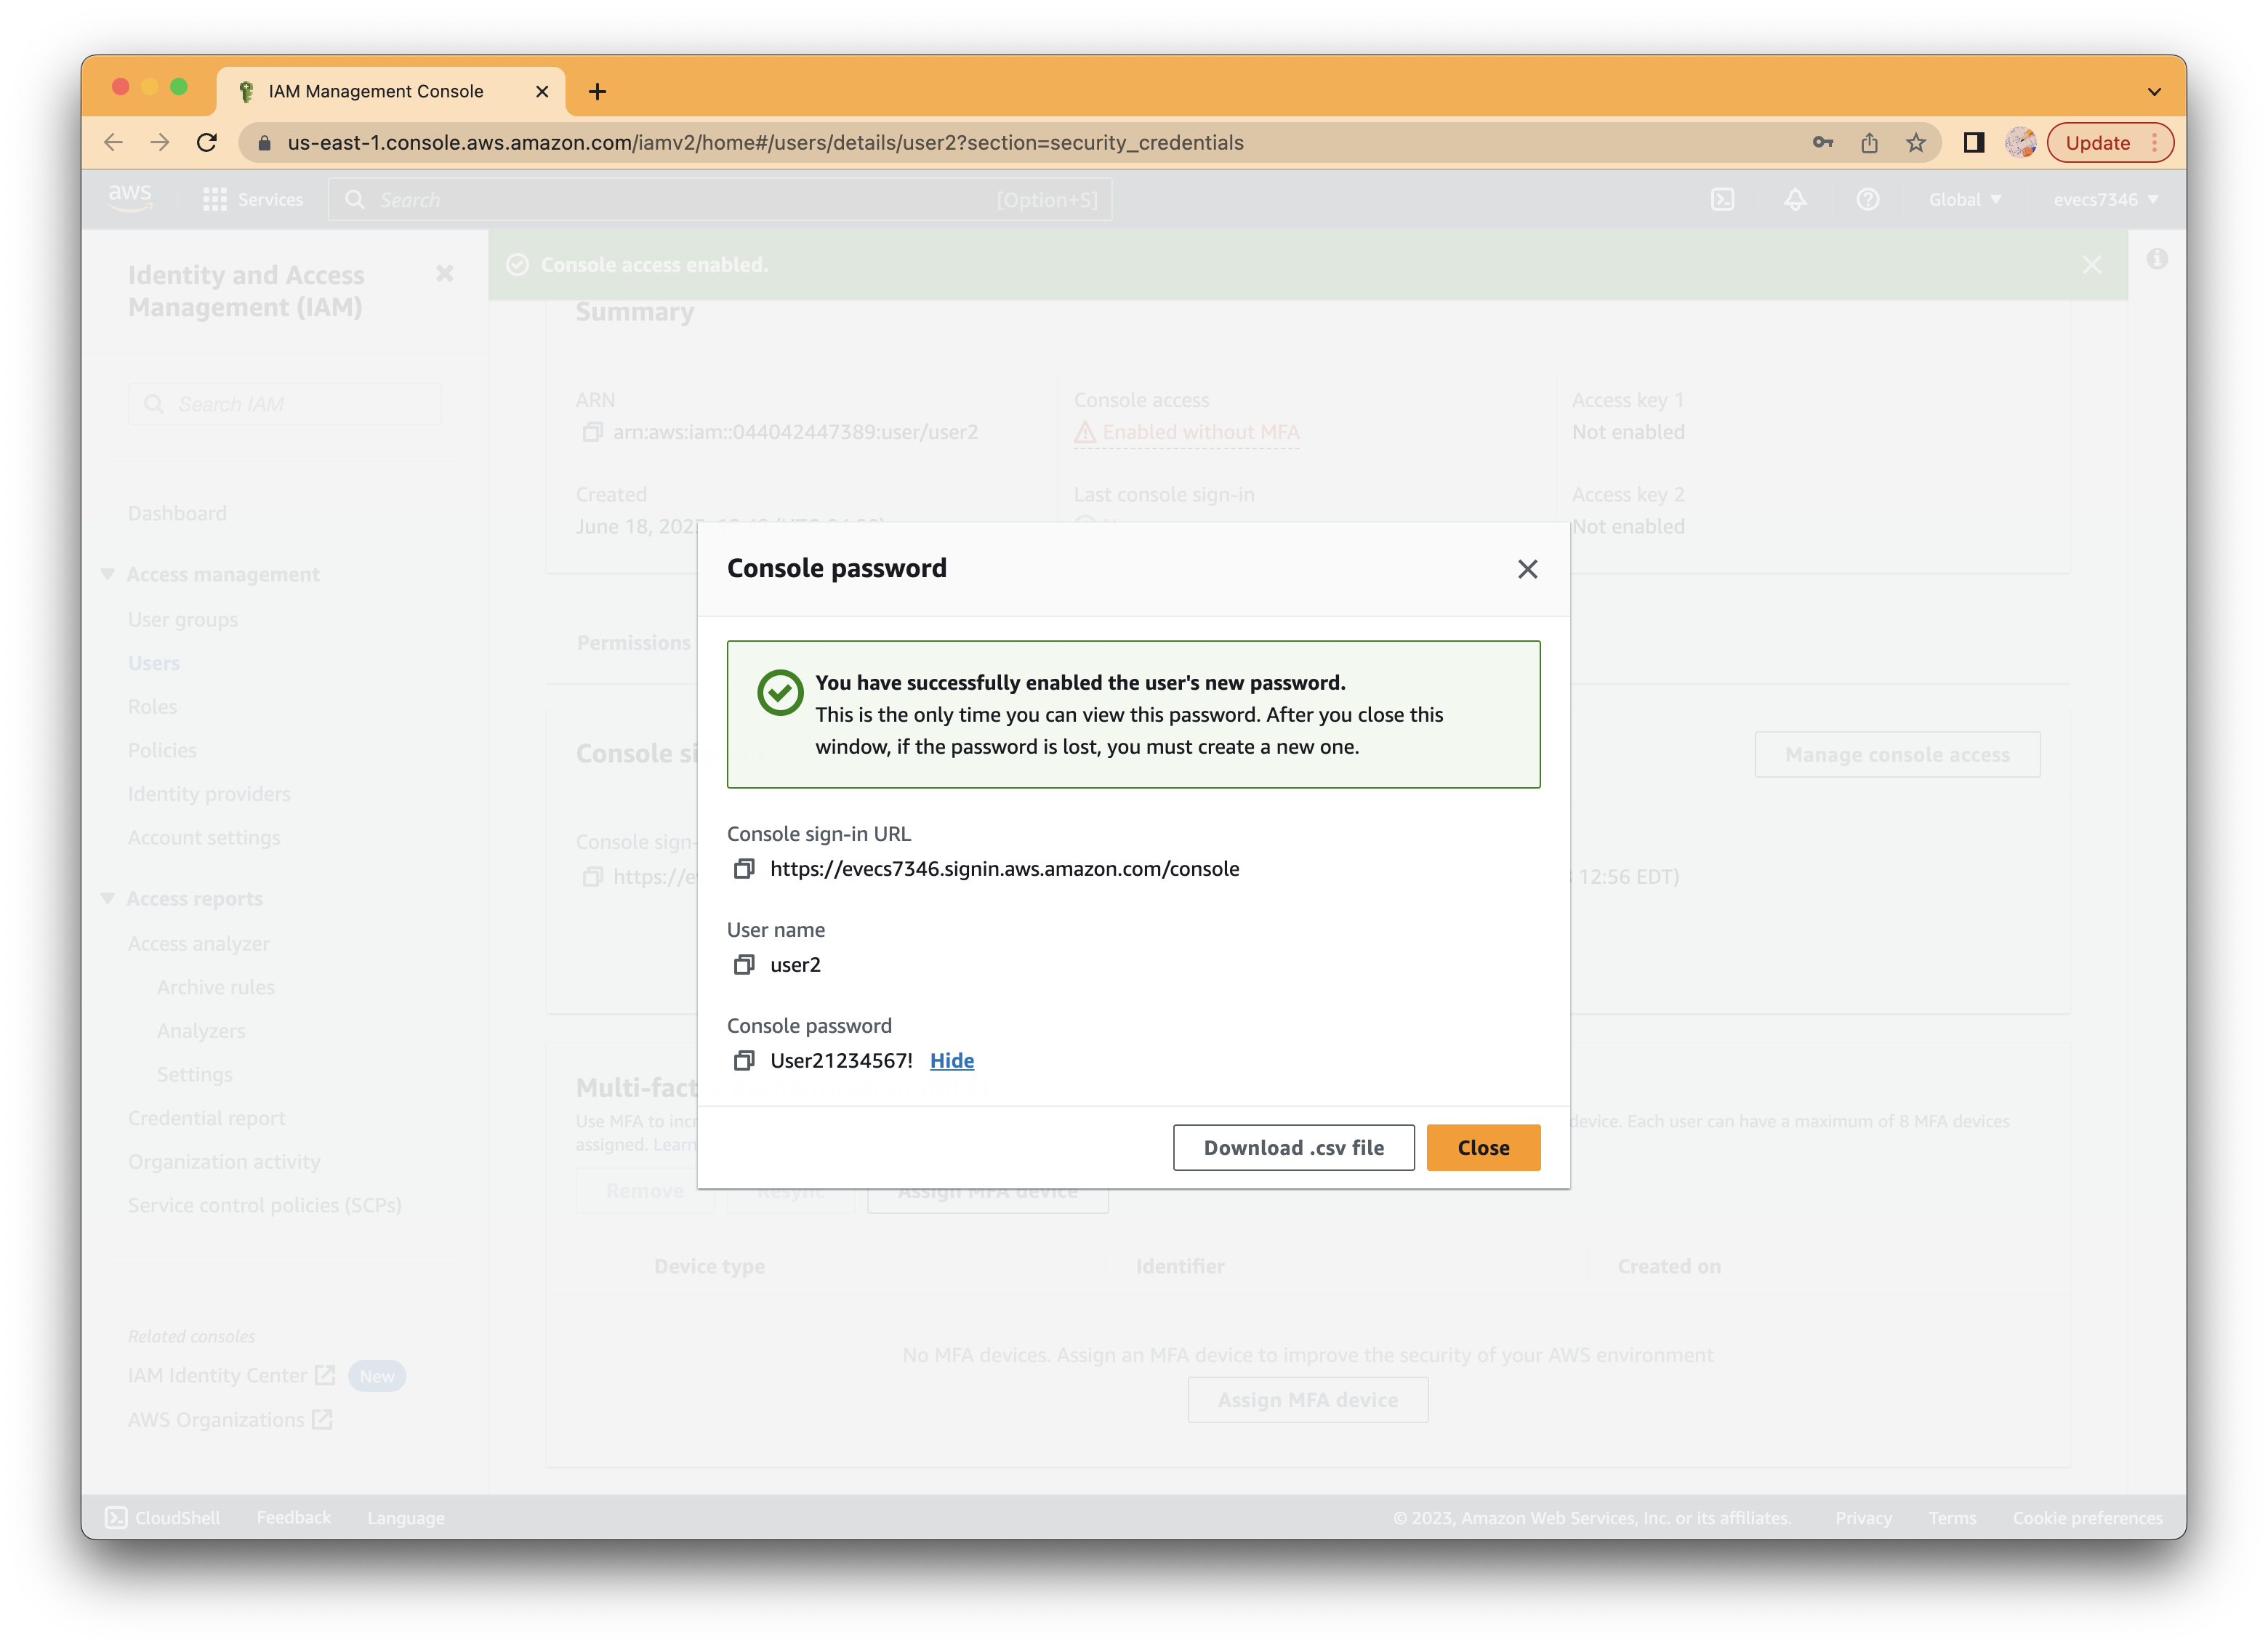 IAM Management Console
us-east-1.console.aws.amazon.com/iamv2/home#/users/details/user2?section=security_credentials
Update
aws
Services
Search
[Option+S]
Global
evecs7346
Identity and Access
Management (IAM)
Search IAM
Dashboard
Access management
User groups
Users
Roles
Policies
Identity providers
Account settings
Access reports
Access analyzer
Archive rules
Analyzers
Settings
Credential report
Organization activity
Service control policies (SCPs)
Related consoles
IAM Identity Center
New
AWS Organizations
Console access enabled.
Summary
ARN
arn:aws:iam::044042447389:user/user2
Console access
Enabled without MFA
Access key 1
Not enabled
Created
June 18, 202
Last console sign-in
Access key 2
Not enabled
Permissions
Console si
Manage console access
Console sign-
https://e
12:56 EDT)
Multi-fact
Use MFA to incr
device. Each user can have a maximum of 8 MFA devices
assigned. Learn
Remove
Resync
Assign MFA device
Device type
Identifier
Created on
No MFA devices. Assign an MFA device to improve the security of your AWS environment
Assign MFA device
Console password
You have successfully enabled the user's new password.
This is the only time you can view this password. After you close this
window, if the password is lost, you must create a new one.
Console sign-in URL
https://evecs7346.signin.aws.amazon.com/console
User name
user2
Console password
User21234567!
Hide
Download .csv file
Close
CloudShell
Feedback
Language
© 2023, Amazon Web Services, Inc. or its affiliates.
Privacy
Terms
Cookie preferences